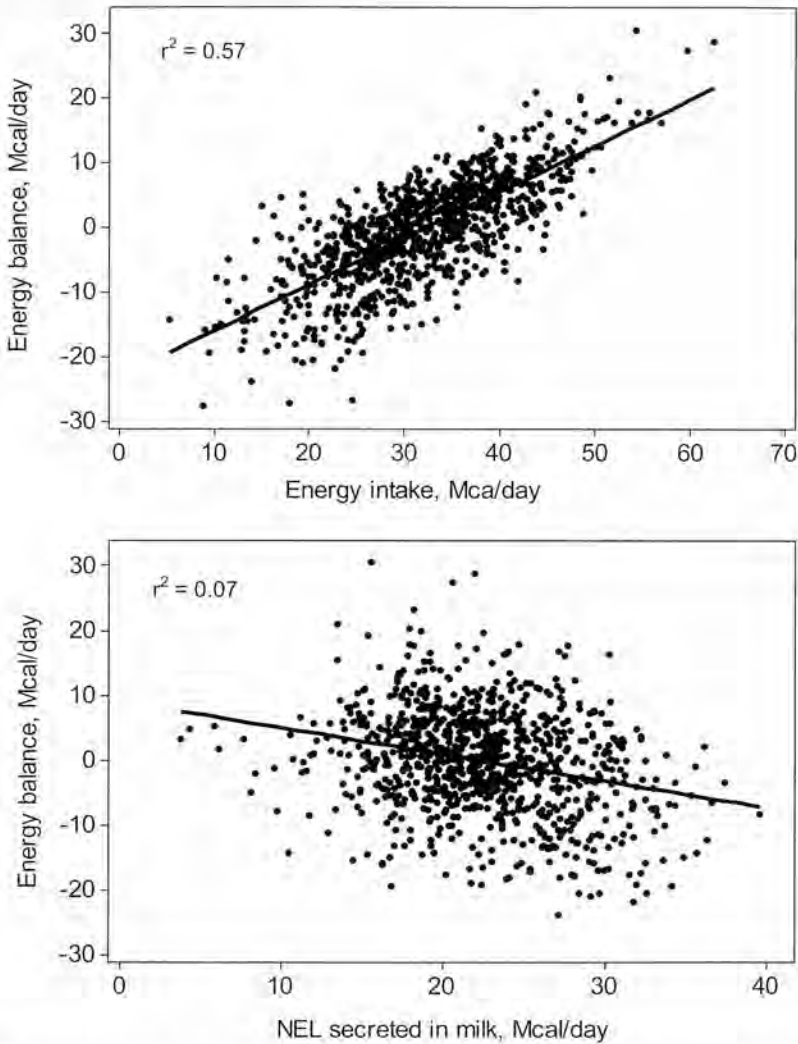 r² = 0.57
Energy balance, Mcal/day
30
20
10
0
-10
-20
-30
0 10 20 30 40 50 60 70
Energy intake, Mca/day
r² = 0.07
Energy balance, Mcal/day
30
20
10
0
-10
-20
-30
0 10 20 30 40
NEL secreted in milk, Mcal/day